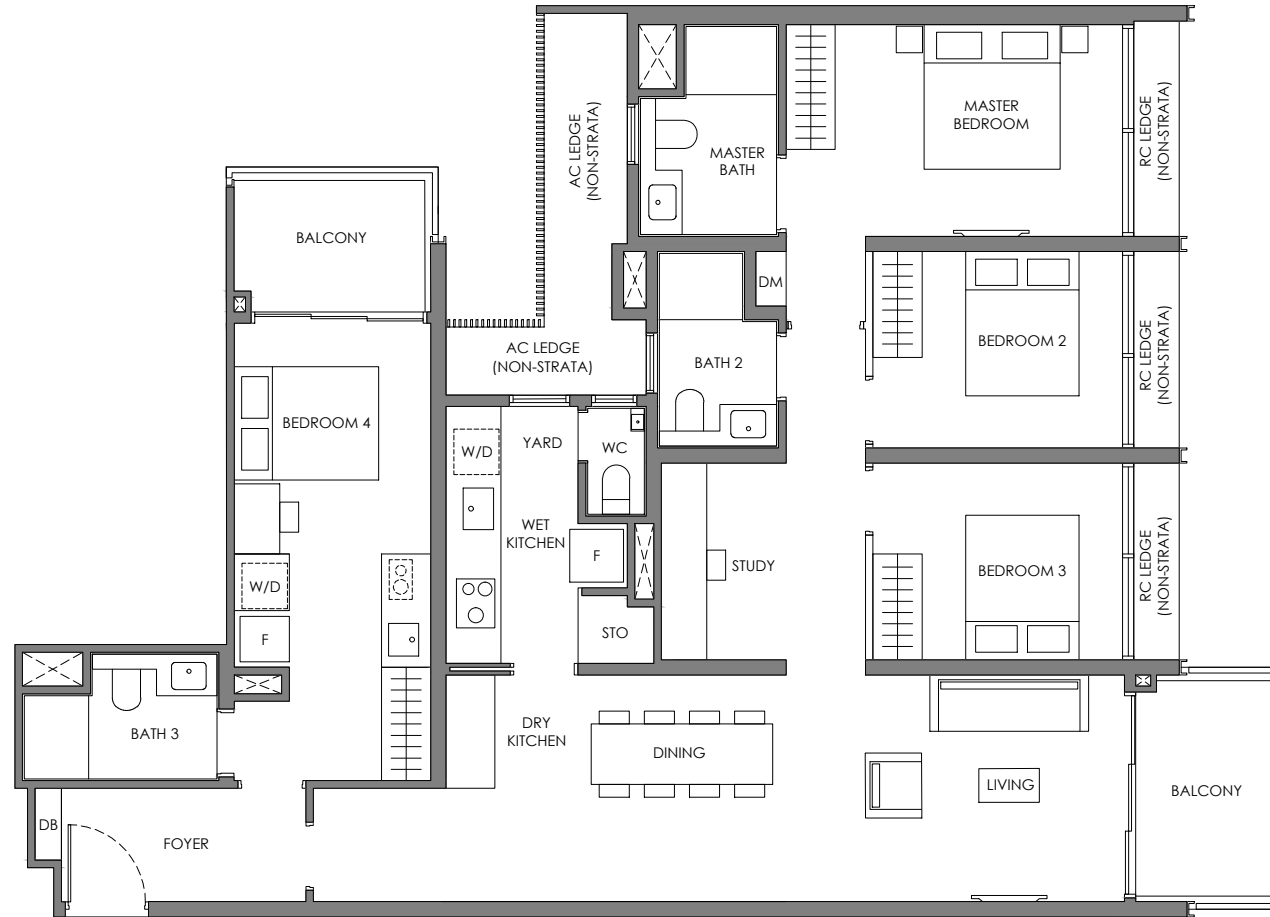 MASTER
BEDROOM
RC LEDGE
(NON-STRATA)
AC LEDGE
(NON-STRATA)
MASTER
BATH
BALCONY
DM
BEDROOM 2
RC LEDGE
(NON-STRATA)
AC LEDGE
(NON-STRATA)
BATH 2
BEDROOM 4
W/D
YARD
WC
WET
KITCHEN
F
STUDY
BEDROOM 3
RC LEDGE
(NON-STRATA)
W/D
F
STO
BATH 3
DRY
KITCHEN
DINING
LIVING
BALCONY
DB
FOYER